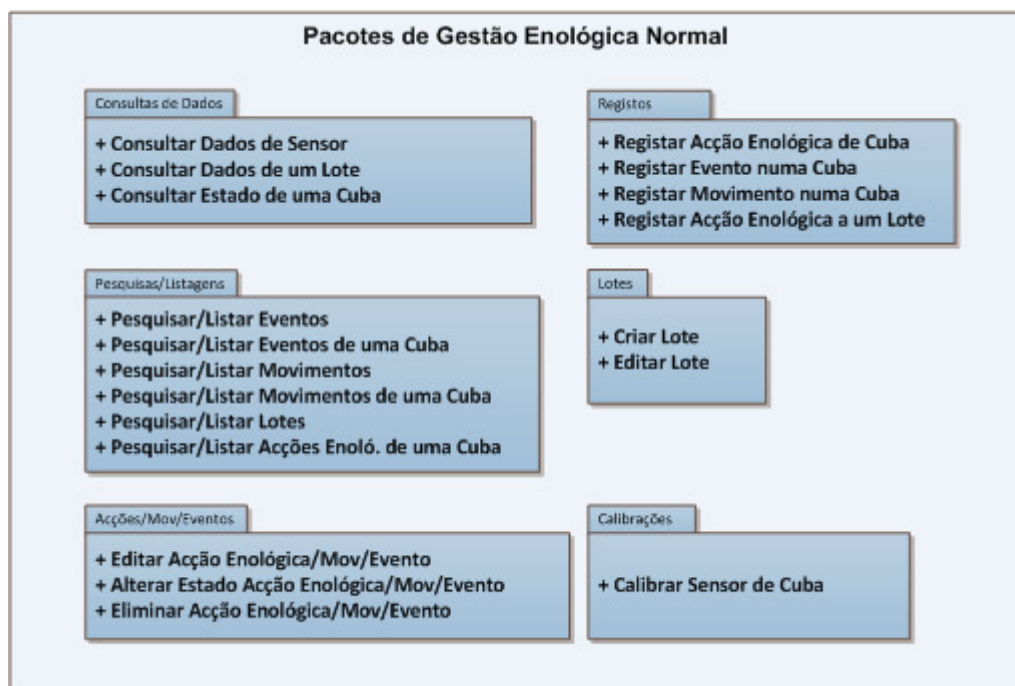 Pacotes de Gestão Enológica Normal
Consultas de Dados
+ Consultar Dados de Sensor
+ Consultar Dados de um Lote
+ Consultar Estado de uma Cuba
Registos
+ Registar Acção Enológica de Cuba
+ Registar Evento numa Cuba
+ Registar Movimento numa Cuba
+ Registar Acção Enológica a um Lote
Pesquisas/Listagens
+ Pesquisar/Listar Eventos
+ Pesquisar/Listar Eventos de uma Cuba
+ Pesquisar/Listar Movimentos
+ Pesquisar/Listar Movimentos de uma Cuba
+ Pesquisar/Listar Lotes
+ Pesquisar/Listar Acções Enoló. de uma Cuba
Lotes
+ Criar Lote
+ Editar Lote
Acções/Mov/Eventos
+ Editar Acção Enológica/Mov/Evento
+ Alterar Estado Acção Enológica/Mov/Evento
+ Eliminar Acção Enológica/Mov/Evento
Calibrações
+ Calibrar Sensor de Cuba